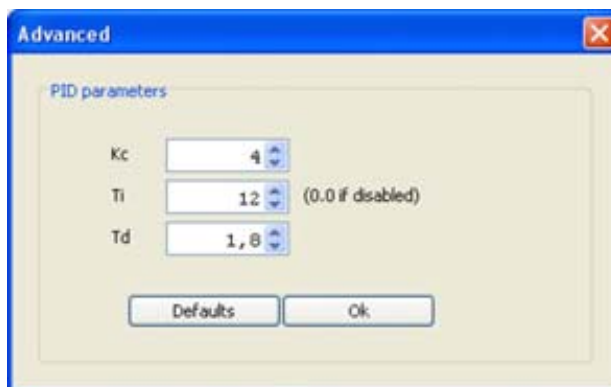 Advanced
PID parameters
Kc 4
Ti 12 (0.0 if disabled)
Td 1,8
Defaults Ok